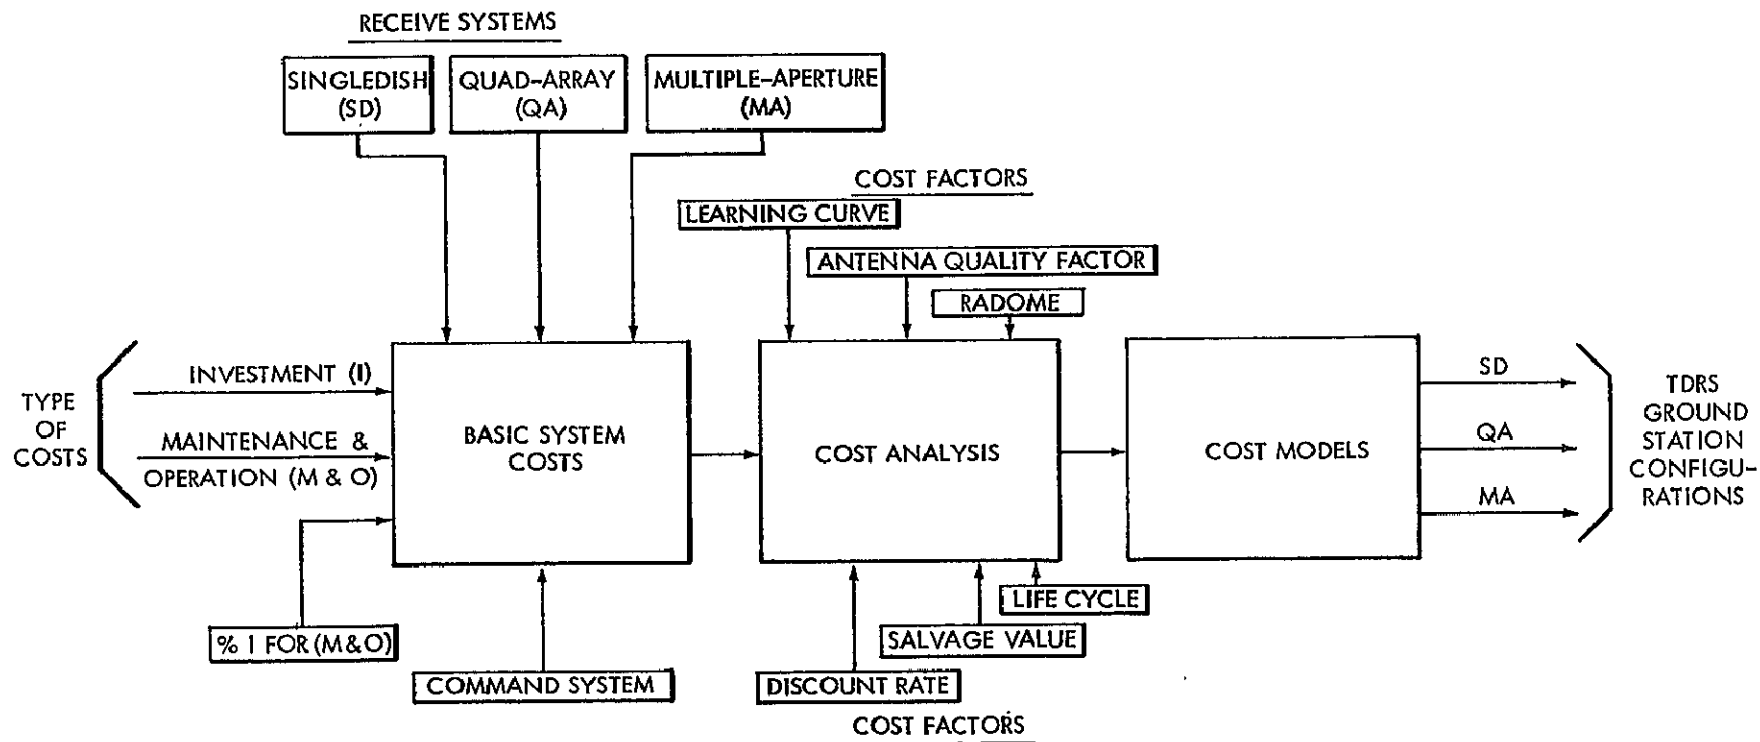 RECEIVE SYSTEMS
SINGLEDISH
(SD)
QUAD-ARRAY
(QA)
MULTIPLE-APERTURE
(MA)
COST FACTORS
LEARNING CURVE
ANTENNA QUALITY FACTOR
RADOME
TYPE
OF
COSTS
INVESTMENT (I)
MAINTENANCE &
OPERATION (M & O)
BASIC SYSTEM
COSTS
COST ANALYSIS
COST MODELS
SD
QA
MA
TDRS
GROUND
STATION
CONFIGU-
RATIONS
% I FOR (M&O)
COMMAND SYSTEM
LIFE CYCLE
SALVAGE VALUE
DISCOUNT RATE
COST FACTORS